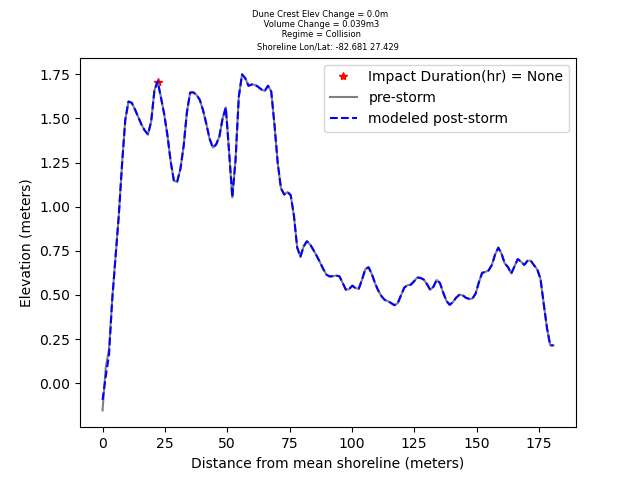 Dune Crest Elev Change = 0.0m
Volume Change = 0.039m3
Regime = Collision
Shoreline Lon/Lat: -82.681 27.429
Impact Duration(hr) = None
pre-storm
modeled post-storm
1.75
1.50
1.25
1.00
0.75
0.50
0.25
0.00
Elevation (meters)
0 25 50 75 100 125 150 175
Distance from mean shoreline (meters)